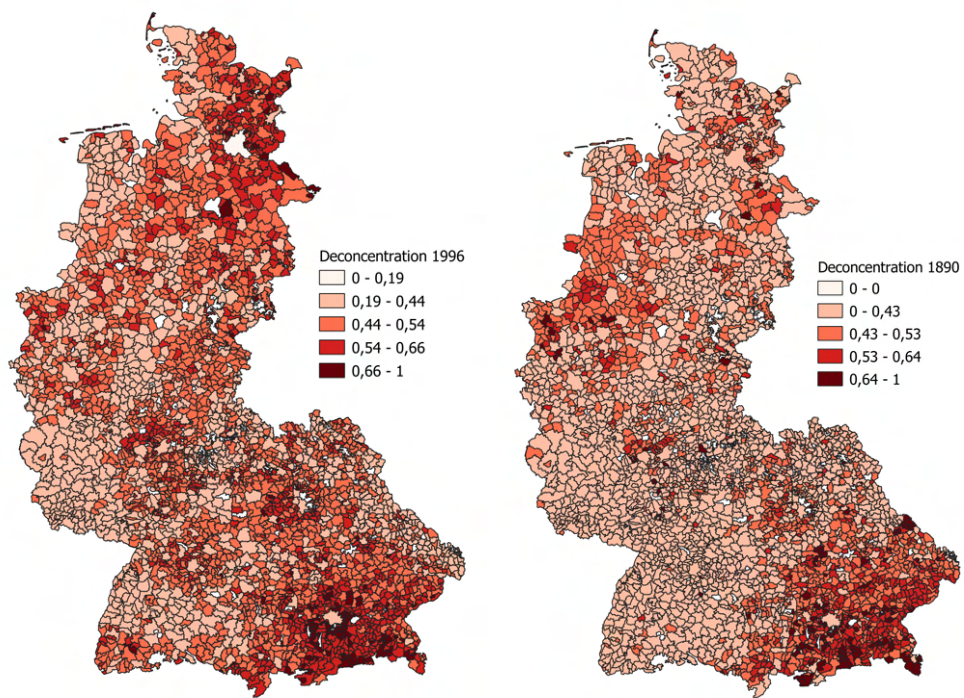 Deconcentration 1996
0 - 0,19
0,19 - 0,44
0,44 - 0,54
0,54 - 0,66
0,66 - 1
Deconcentration 1890
0 - 0
0 - 0,43
0,43 - 0,53
0,53 - 0,64
0,64 - 1